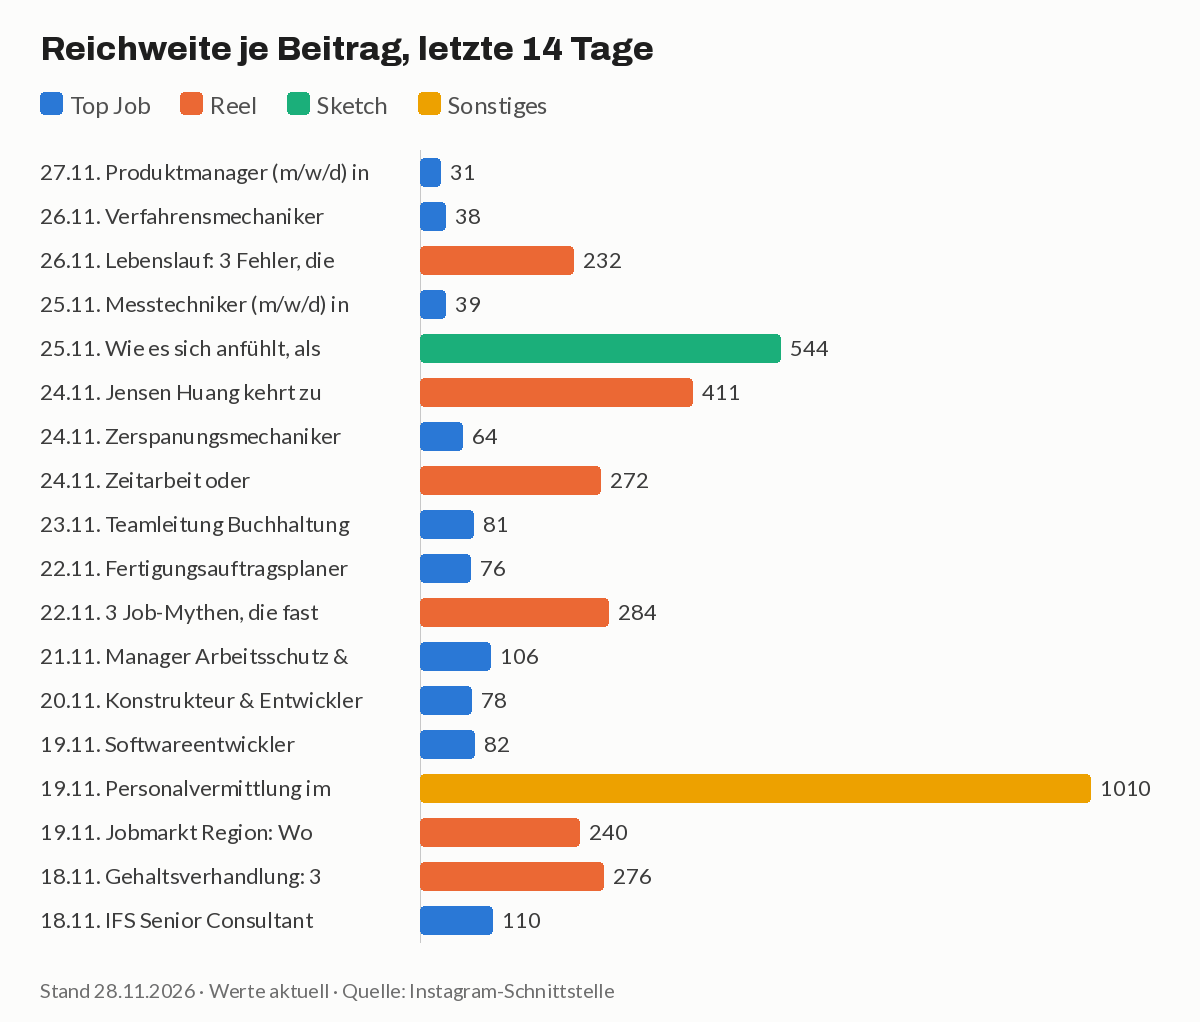 Reichweite je Beitrag, letzte 14 Tage
Top Job Reel Sketch Sonstiges
27.11. Produktmanager (m/w/d) in 31
26.11. Verfahrensmechaniker 38
26.11. Lebenslauf: 3 Fehler, die 232
25.11. Messtechniker (m/w/d) in 39
25.11. Wie es sich anfühlt, als 544
24.11. Jensen Huang kehrt zu 411
24.11. Zerspanungsmechaniker 64
24.11. Zeitarbeit oder 272
23.11. Teamleitung Buchhaltung 81
22.11. Fertigungsauftragsplaner 76
22.11. 3 Job-Mythen, die fast 284
21.11. Manager Arbeitsschutz & 106
20.11. Konstrukteur & Entwickler 78
19.11. Softwareentwickler 82
19.11. Personalvermittlung im 1010
19.11. Jobmarkt Region: Wo 240
18.11. Gehaltsverhandlung: 3 276
18.11. IFS Senior Consultant 110
Stand 28.11.2026 · Werte aktuell · Quelle: Instagram-Schnittstelle